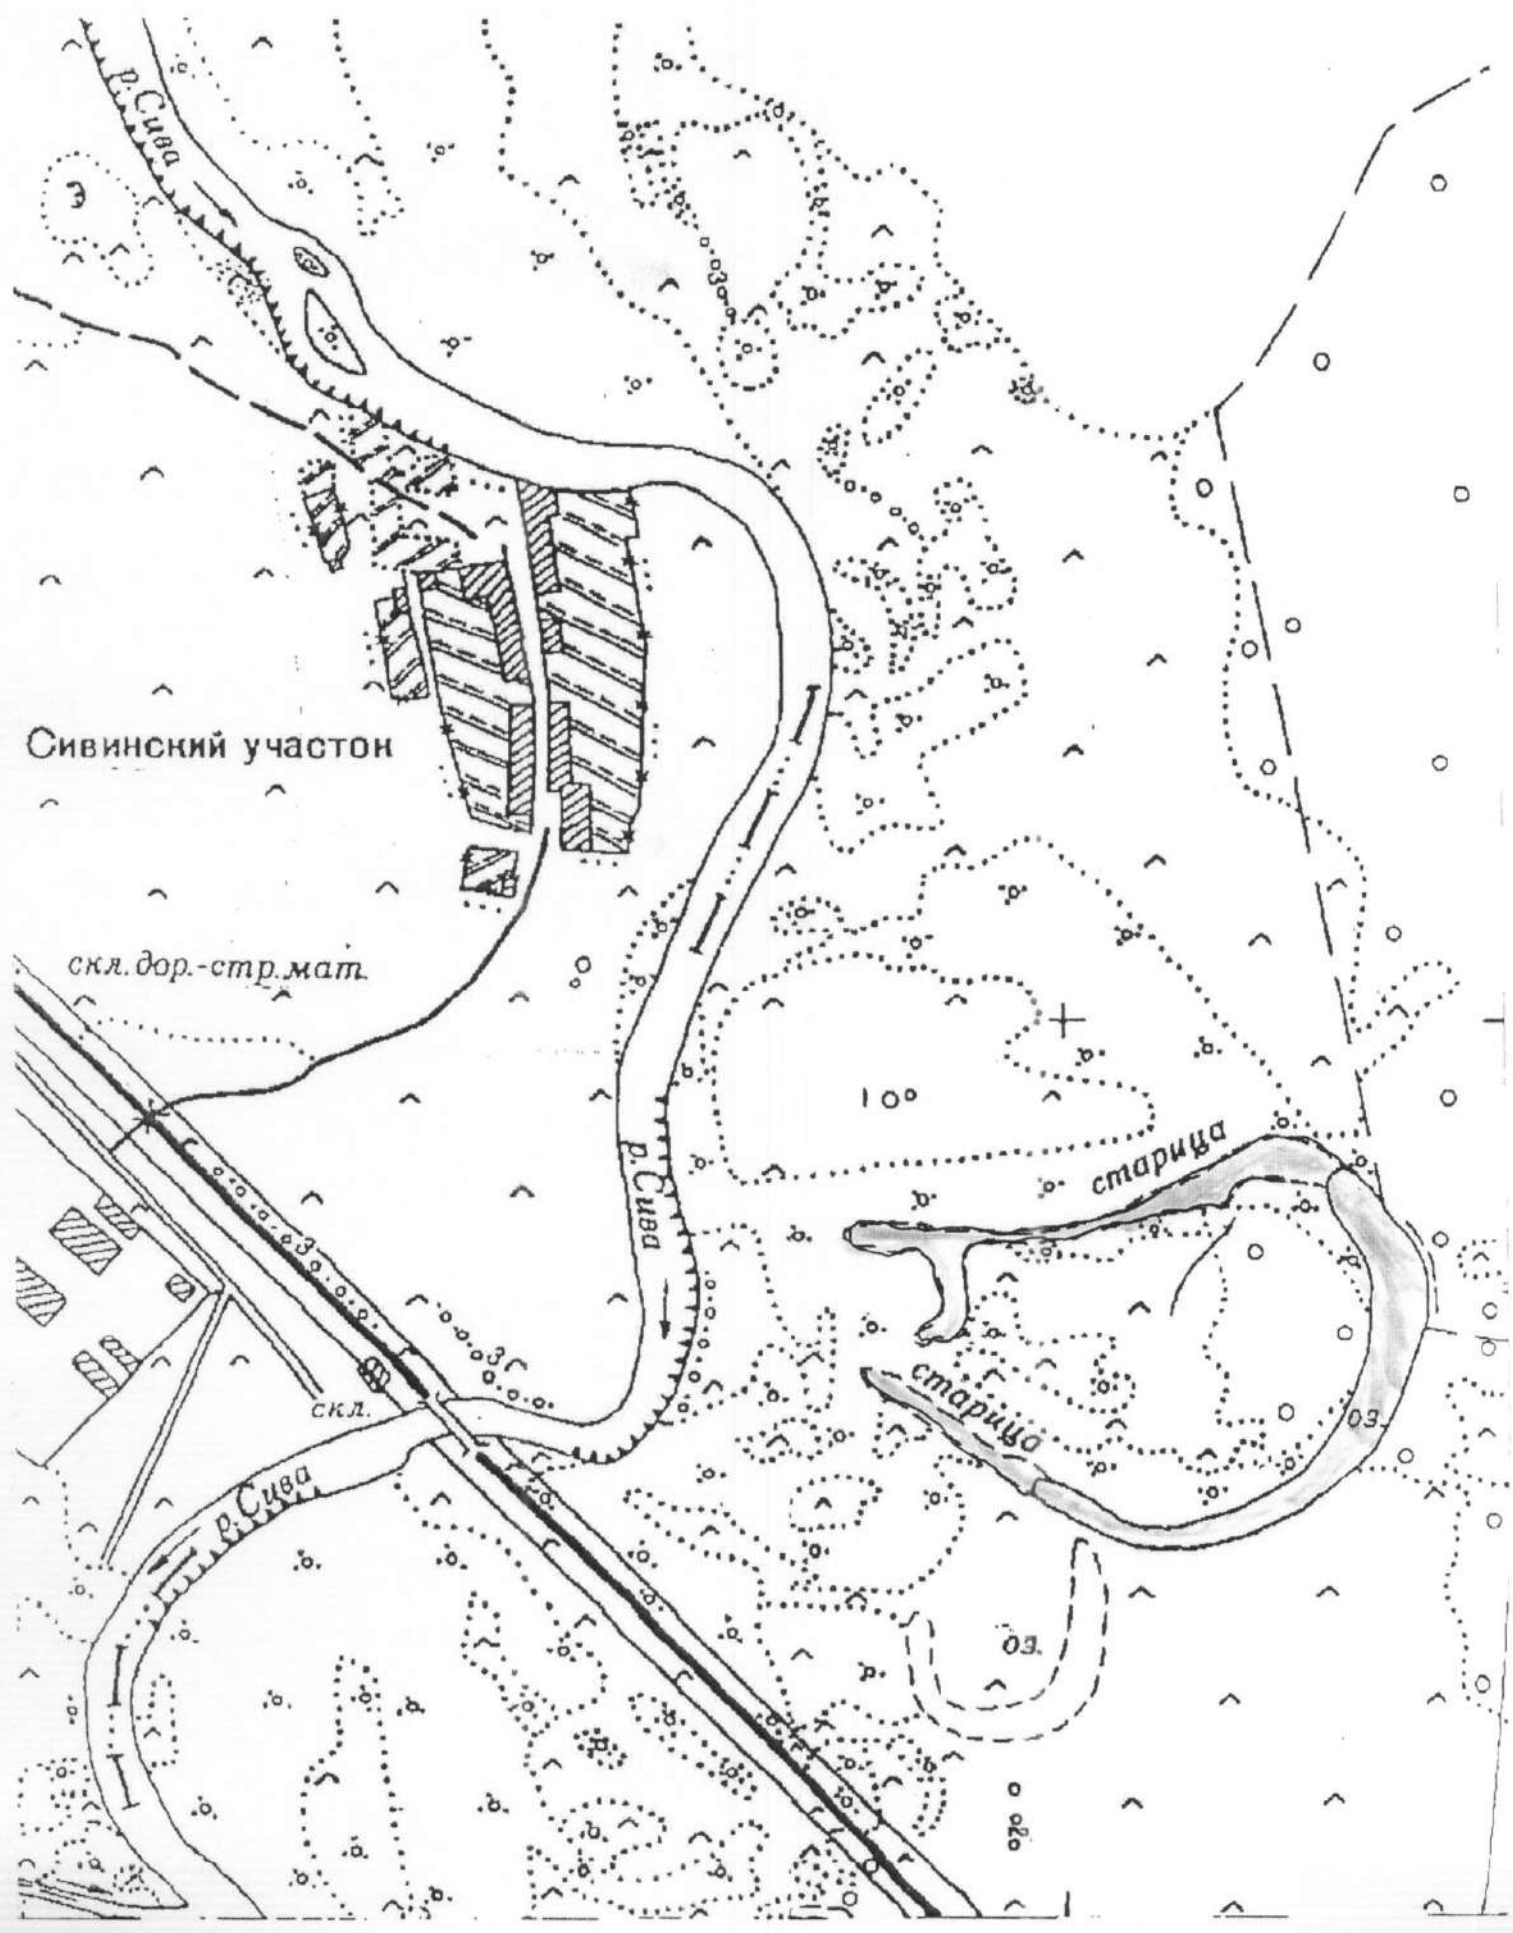 р. Сива
З
З
Сивинский участок
скл. дор.-стр. мат.
р. Сива
старица
З
З
скл.
старица
оз.
р. Сива
оз.